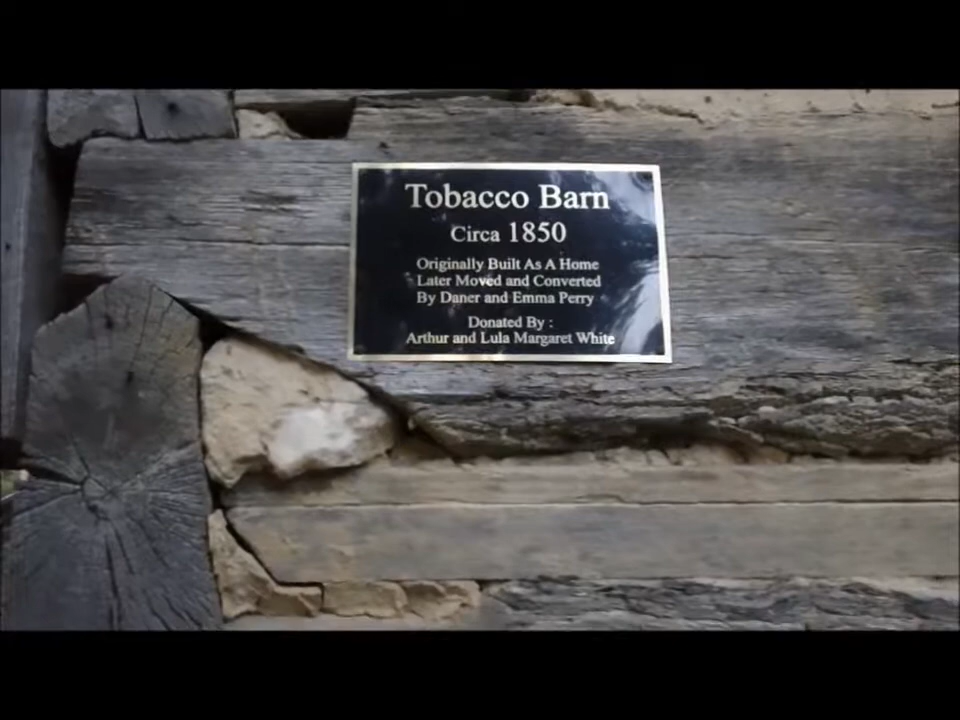 Tobacco Barn
Circa 1850
Originally Built As A Home
Later Moved and Converted
By Daner and Emma Perry
Donated By :
Arthur and Lula Margaret White